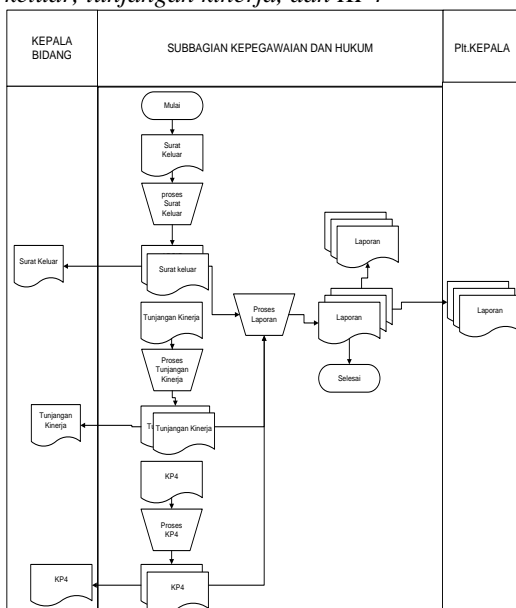 keluar, tunjangan kinerja, dan KP4
KEPALA
BIDANG
SUBBAGIAN KEPEGAWAIAN DAN HUKUM
Plt.KEPALA
Mulai
Surat
Keluar
proses
Surat
Keluar
Laporan
Surat Keluar
Surat keluar
Tunjangan Kinerja
Proses
Laporan
Laporan
Laporan
Proses
Tunjangan
Kinerja
Selesai
Tunjangan
Kinerja
Tunjangan Kinerja
KP4
Proses
KP4
KP4
KP4